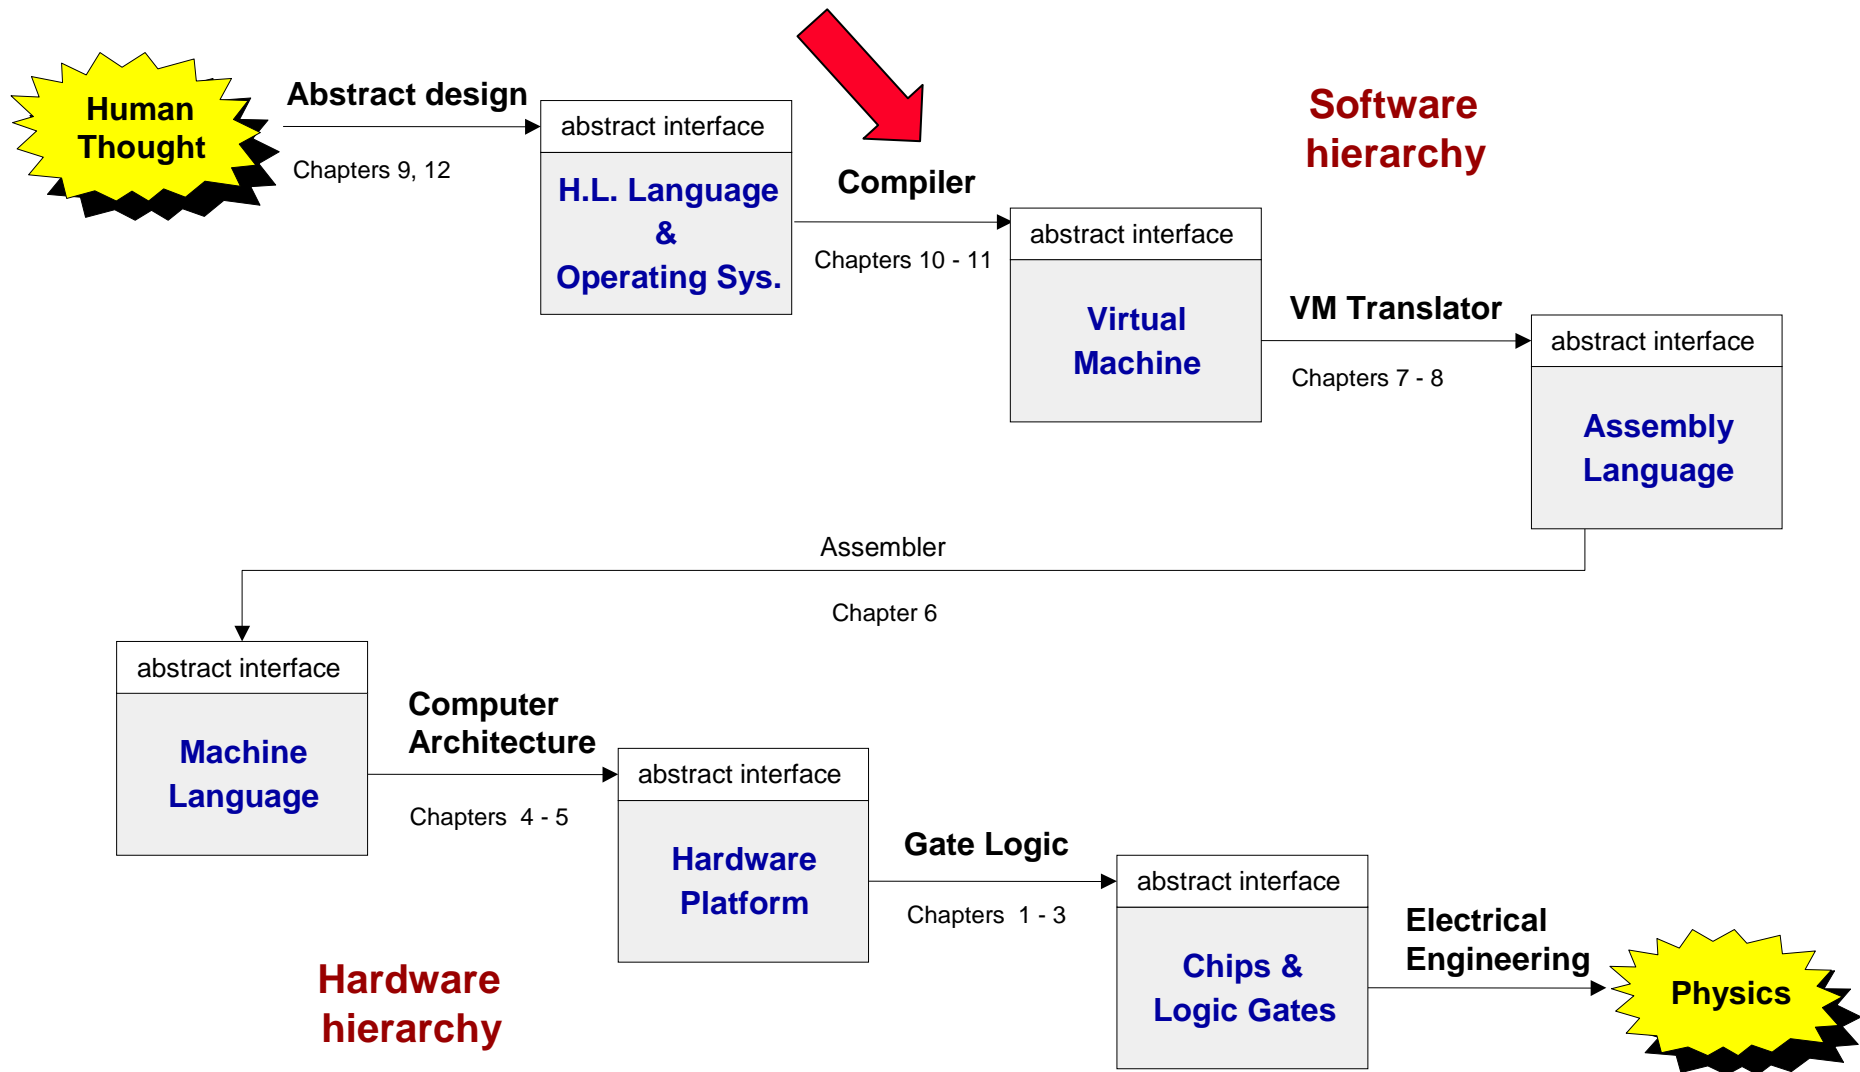 Human
Thought
Abstract design
Chapters 9, 12
abstract interface
H.L. Language
&
Operating Sys.
Compiler
Chapters 10 - 11
Software
hierarchy
abstract interface
Virtual
Machine
VM Translator
Chapters 7 - 8
abstract interface
Assembly
Language
Assembler
Chapter 6
abstract interface
Machine
Language
Computer
Architecture
Chapters 4 - 5
abstract interface
Hardware
Platform
Gate Logic
Chapters 1 - 3
abstract interface
Chips &
Logic Gates
Electrical
Engineering
Physics
Hardware
hierarchy